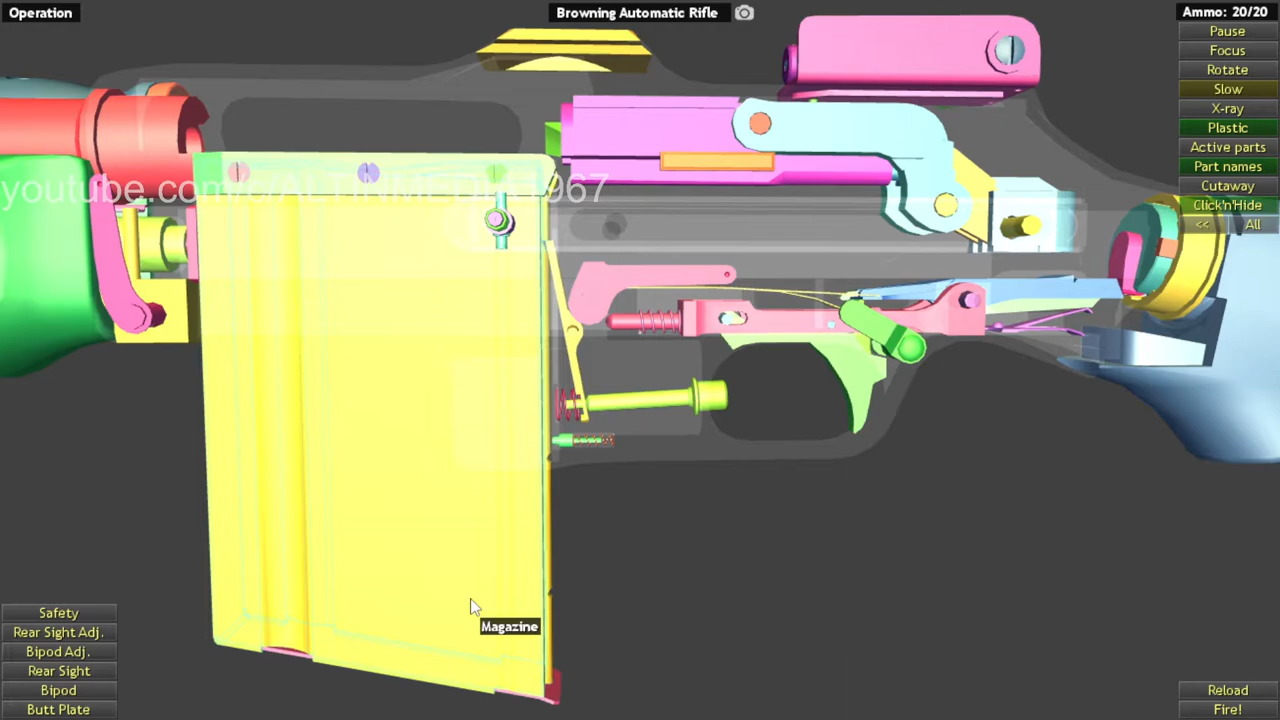 Operation
Browning Automatic Rifle
Ammo: 20/20
Pause
Focus
Rotate
Slow
X-ray
Plastic
Active parts
Part names
Cutaway
Click'n'Hide
<< All
Magazine
Safety
Rear Sight Adj.
Bipod Adj.
Rear Sight
Bipod
Butt Plate
Reload
Fire!